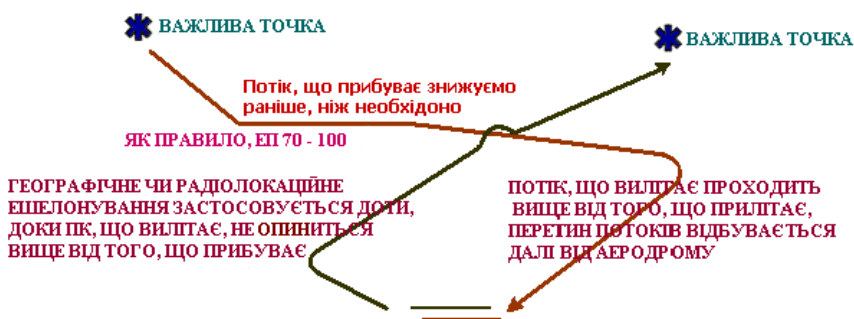 ВАЖЛИВА ТОЧКА
ВАЖЛИВА ТОЧКА
Потік, що прибуває знижуємо
раніше, ніж необхідоно
ЯК ПРАВИЛО, ЕП 70 - 100
ГЕОГРАФІЧНЕ ЧИ РАДІОЛОКАЦІЙНЕ
ЕШЕЛОНУВАННЯ ЗАСТОСОВУЄТЬСЯ ДОТИ,
ДОКИ ПК, ЩО ВИЛІТАЄ, НЕ ОПИНИТЬСЯ
ВИЩЕ ВІД ТОГО, ЩО ПРИБУВАЄ
ПОТІК, ЩО ВИЛІТАЄ ПРОХОДИТЬ
ВИЩЕ ВІД ТОГО, ЩО ПРИЛІТАЄ,
ПЕРЕТИН ПОТОКІВ ВІДБУВАЄТЬСЯ
ДАЛІ ВІД АЕРОДРОМУ